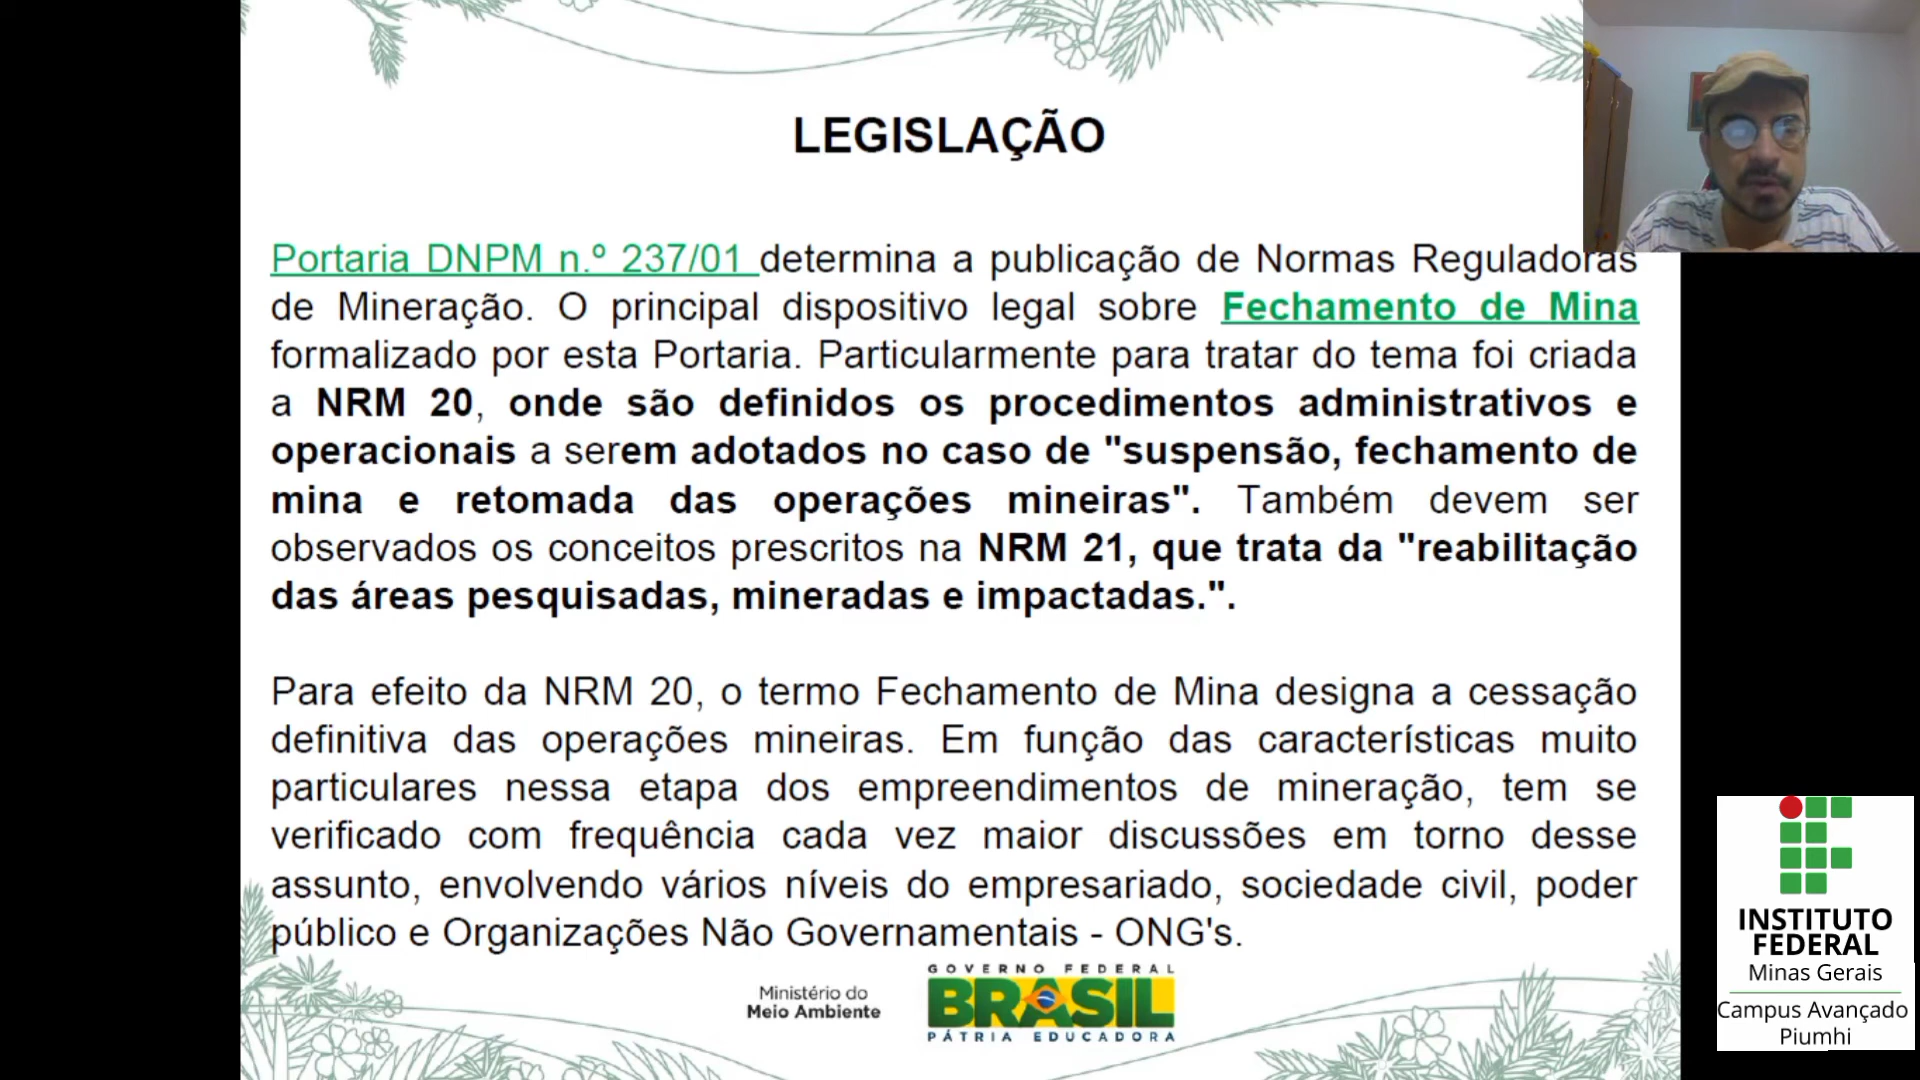 LEGISLAÇÃO
Portaria DNPM n.º 237/01 determina a publicação de Normas Reguladoras
de Mineração. O principal dispositivo legal sobre Fechamento de Mina
formalizado por esta Portaria. Particularmente para tratar do tema foi criada
a NRM 20, onde são definidos os procedimentos administrativos e
operacionais a serem adotados no caso de "suspensão, fechamento de
mina e retomada das operações mineiras". Também devem ser
observados os conceitos prescritos na NRM 21, que trata da "reabilitação
das áreas pesquisadas, mineradas e impactadas.".
Para efeito da NRM 20, o termo Fechamento de Mina designa a cessação
definitiva das operações mineiras. Em função das características muito
particulares nessa etapa dos empreendimentos de mineração, tem se
verificado com frequência cada vez maior discussões em torno desse
assunto, envolvendo vários níveis do empresariado, sociedade civil, poder
público e Organizações Não Governamentais - ONG's.
Ministério do
Meio Ambiente
GOVERNO FEDERAL
BRASIL
PÁTRIA EDUCADORA
INSTITUTO
FEDERAL
Minas Gerais
Campus Avançado
Piumhi